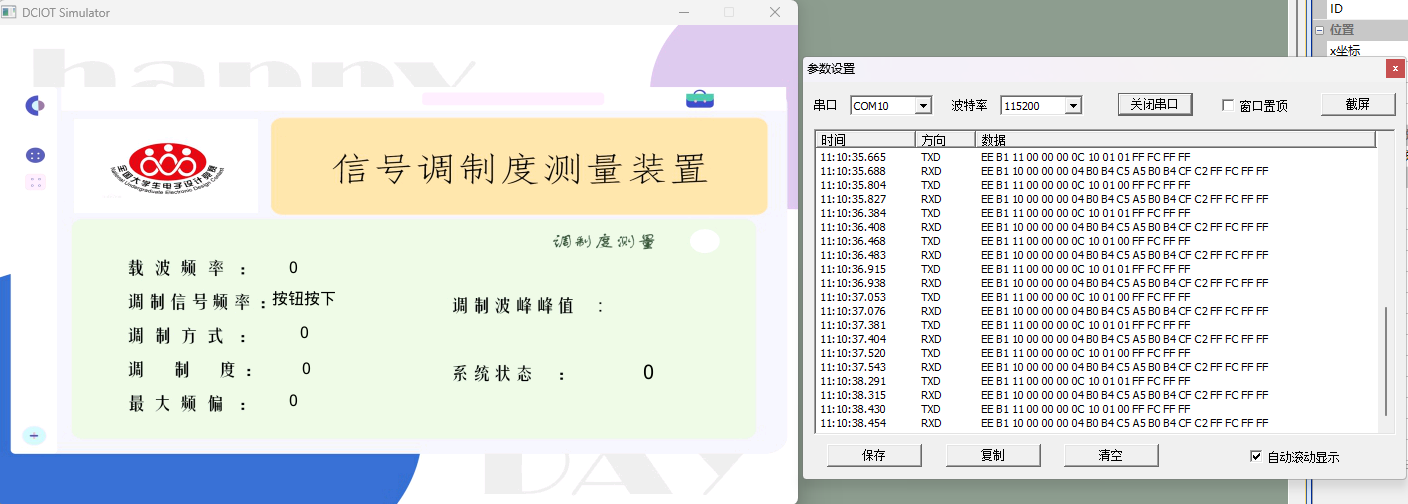 DCIOT Simulator
happy
信号调制度测量装置
全国大学生电子设计竞赛
National Undergraduate Electronic Design Contest
调制度测量
载波频率： 0
调制信号频率：按钮按下
调制波峰峰值 :
调制方式： 0
调 制 度： 0
系统状态 ： 0
最大频偏： 0
DAY
ID
位置
x坐标
参数设置
串口 COM10 波特率 115200 关闭串口 窗口置顶 截屏
时间 方向 数据
11:10:35.665 TXD EE B1 11 00 00 00 0C 10 01 01 FF FC FF FF
11:10:35.688 RXD EE B1 10 00 00 00 04 B0 B4 C5 A5 B0 B4 CF C2 FF FC FF FF
11:10:35.804 TXD EE B1 11 00 00 00 0C 10 01 00 FF FC FF FF
11:10:35.827 RXD EE B1 10 00 00 00 04 B0 B4 C5 A5 B0 B4 CF C2 FF FC FF FF
11:10:36.384 TXD EE B1 11 00 00 00 0C 10 01 01 FF FC FF FF
11:10:36.408 RXD EE B1 10 00 00 00 04 B0 B4 C5 A5 B0 B4 CF C2 FF FC FF FF
11:10:36.468 TXD EE B1 11 00 00 00 0C 10 01 00 FF FC FF FF
11:10:36.483 RXD EE B1 10 00 00 00 04 B0 B4 C5 A5 B0 B4 CF C2 FF FC FF FF
11:10:36.915 TXD EE B1 11 00 00 00 0C 10 01 01 FF FC FF FF
11:10:36.938 RXD EE B1 10 00 00 00 04 B0 B4 C5 A5 B0 B4 CF C2 FF FC FF FF
11:10:37.053 TXD EE B1 11 00 00 00 0C 10 01 00 FF FC FF FF
11:10:37.076 RXD EE B1 10 00 00 00 04 B0 B4 C5 A5 B0 B4 CF C2 FF FC FF FF
11:10:37.381 TXD EE B1 11 00 00 00 0C 10 01 01 FF FC FF FF
11:10:37.404 RXD EE B1 10 00 00 00 04 B0 B4 C5 A5 B0 B4 CF C2 FF FC FF FF
11:10:37.520 TXD EE B1 11 00 00 00 0C 10 01 00 FF FC FF FF
11:10:37.543 RXD EE B1 10 00 00 00 04 B0 B4 C5 A5 B0 B4 CF C2 FF FC FF FF
11:10:38.291 TXD EE B1 11 00 00 00 0C 10 01 01 FF FC FF FF
11:10:38.315 RXD EE B1 10 00 00 00 04 B0 B4 C5 A5 B0 B4 CF C2 FF FC FF FF
11:10:38.430 TXD EE B1 11 00 00 00 0C 10 01 00 FF FC FF FF
11:10:38.454 RXD EE B1 10 00 00 00 04 B0 B4 C5 A5 B0 B4 CF C2 FF FC FF FF
保存 复制 清空 自动滚动显示